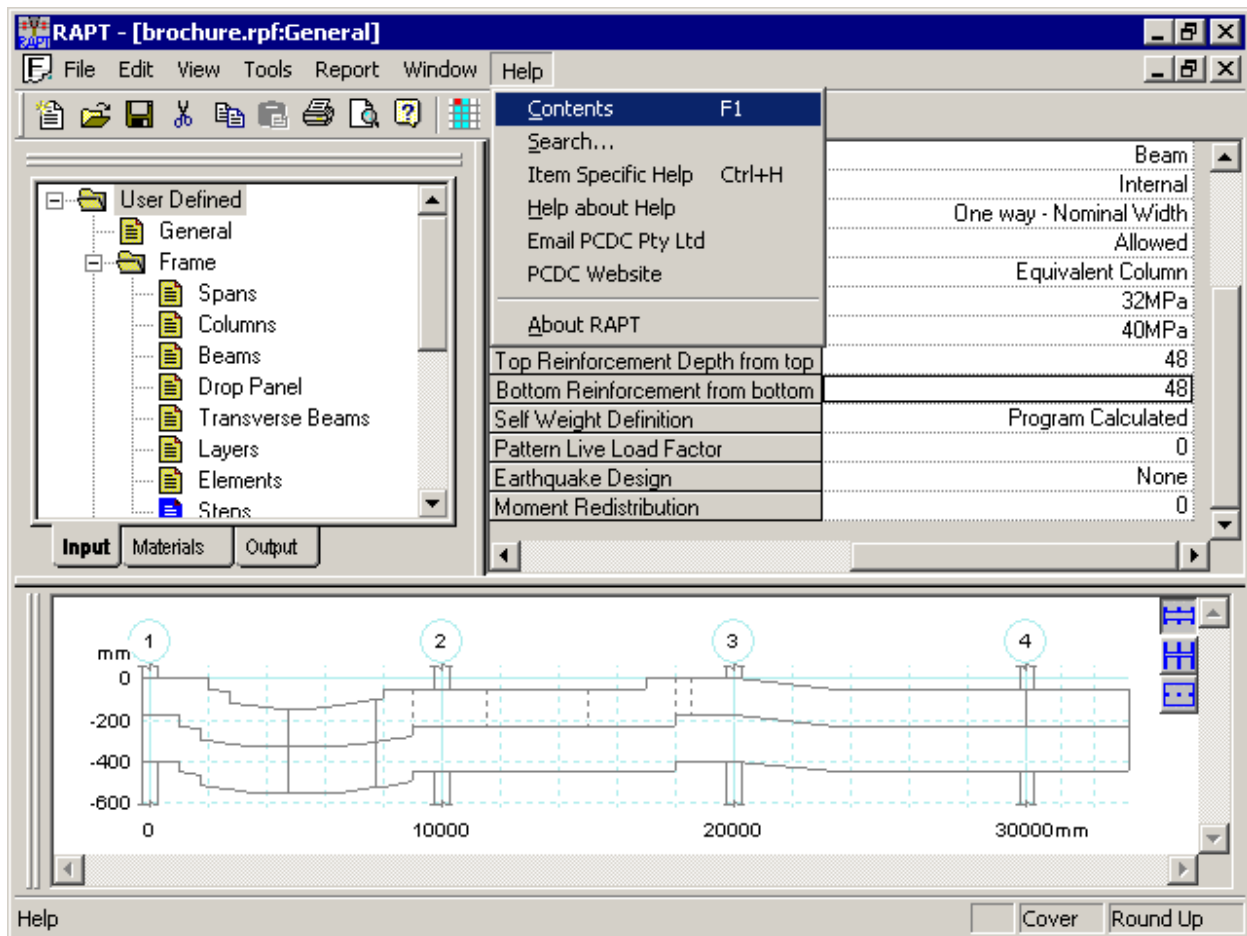 RAPT - [brochure.rpf:General]
File Edit View Tools Report Window Help
Contents F1
Search...
Item Specific Help Ctrl+H
Help about Help
Email PCDC Pty Ltd
PCDC Website
About RAPT
User Defined
General
Frame
Spans
Columns
Beams
Drop Panel
Transverse Beams
Layers
Elements
Steps
Input Materials Output
Beam
Internal
One way - Nominal Width
Allowed
Equivalent Column
32MPa
40MPa
Top Reinforcement Depth from top 48
Bottom Reinforcement from bottom 48
Self Weight Definition Program Calculated
Pattern Live Load Factor 0
Earthquake Design None
Moment Redistribution 0
1 2 3 4
mm
0
-200
-400
-600
0 10000 20000 30000mm
Help Cover Round Up